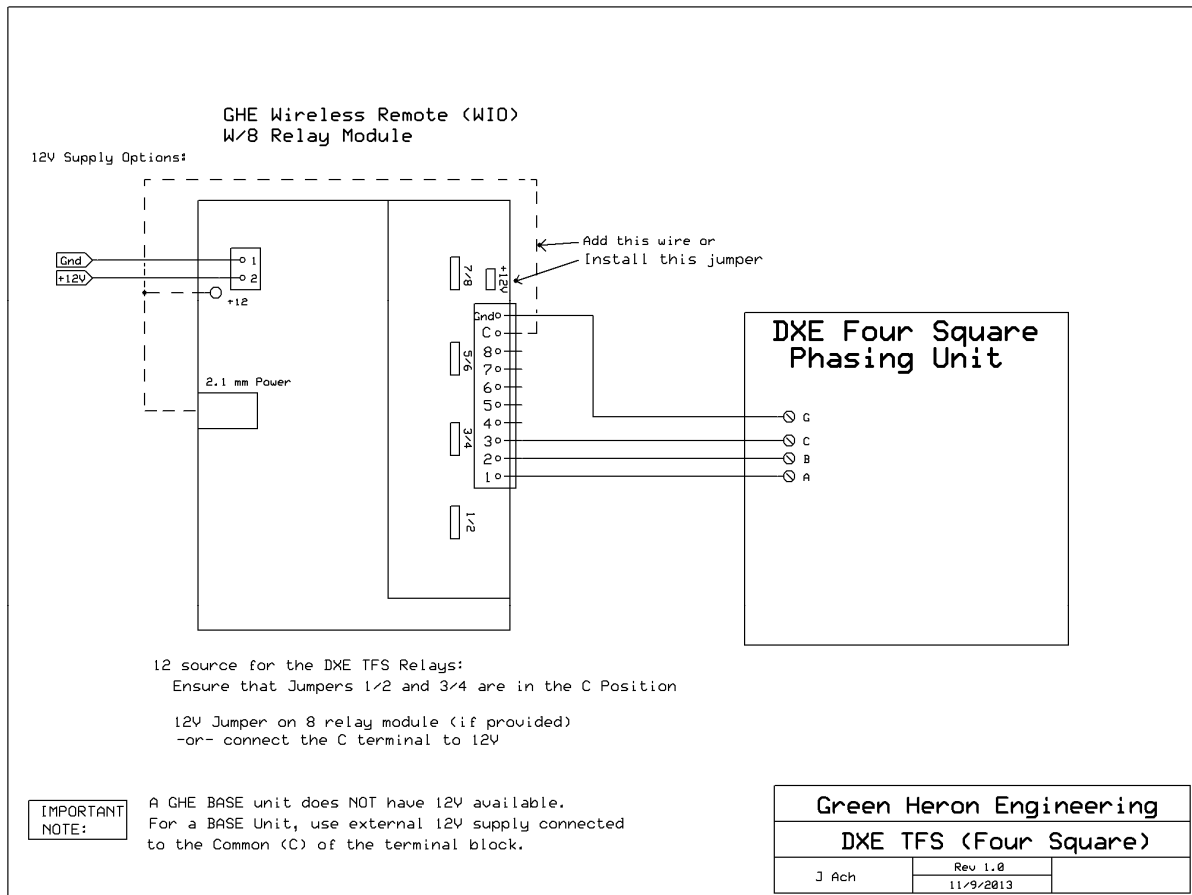 GHE Wireless Remote (WIO)
W/8 Relay Module
12V Supply Options:
Add this wire or
Install this jumper
Gnd
+12V
1
2
+12
2.1 mm Power
7/8
+12V
5/6
3/4
1/2
Gnd
C
8
7
6
5
4
3
2
1
DXE Four Square
Phasing Unit
G
C
B
A
12 source for the DXE TFS Relays:
Ensure that Jumpers 1/2 and 3/4 are in the C Position
12V Jumper on 8 relay module (if provided)
-or- connect the C terminal to 12V
IMPORTANT
NOTE:
A GHE BASE unit does NOT have 12V available.
For a BASE Unit, use external 12V supply connected
to the Common (C) of the terminal block.
Green Heron Engineering
DXE TFS (Four Square)
J Ach
Rev 1.0
11/9/2013